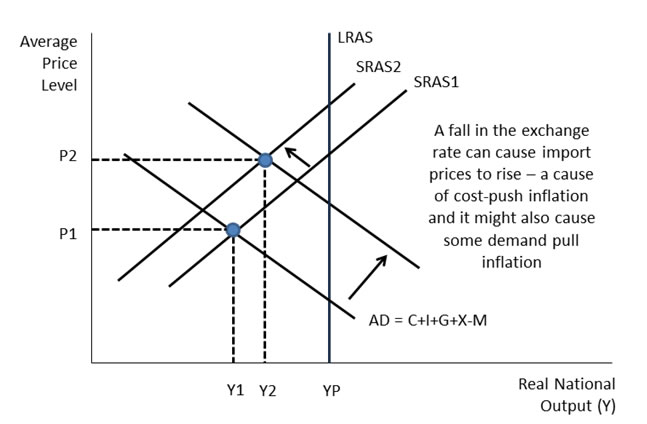 Average
Price
Level
LRAS
SRAS2
SRAS1
A fall in the exchange
rate can cause import
prices to rise – a cause
of cost-push inflation
and it might also cause
some demand pull
inflation
P2
P1
AD = C+I+G+X-M
Y1
Y2
YP
Real National
Output (Y)